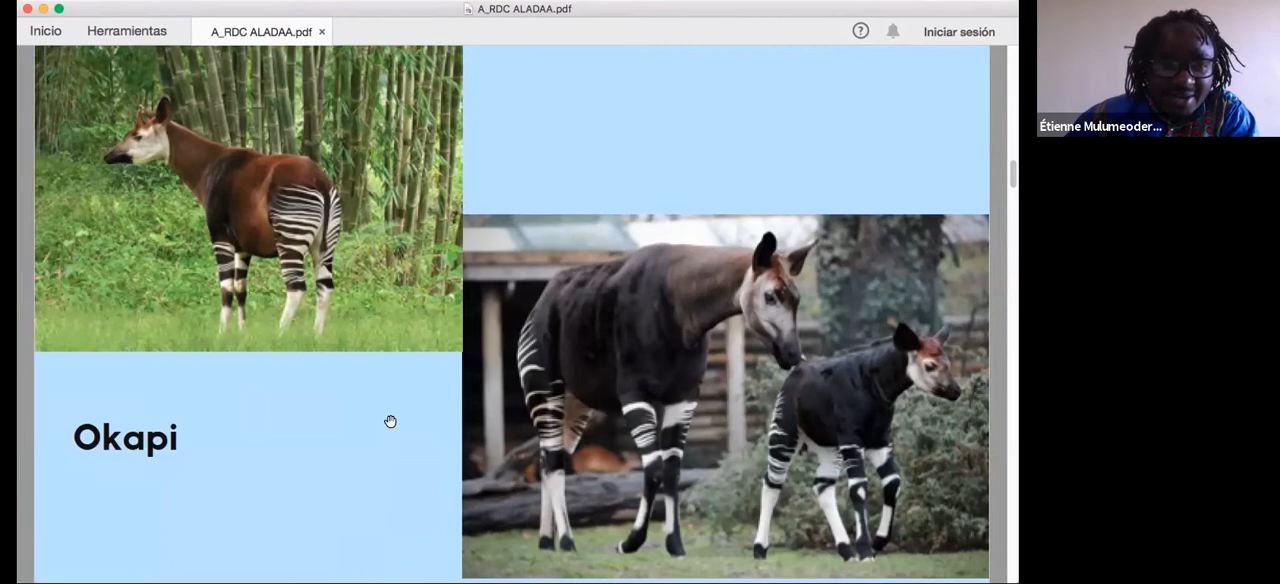 A_RDC ALADAA.pdf
Inicio
Herramientas
A_RDC ALADAA.pdf ×
Iniciar sesión
Étienne Mulumeoder...
Okapi